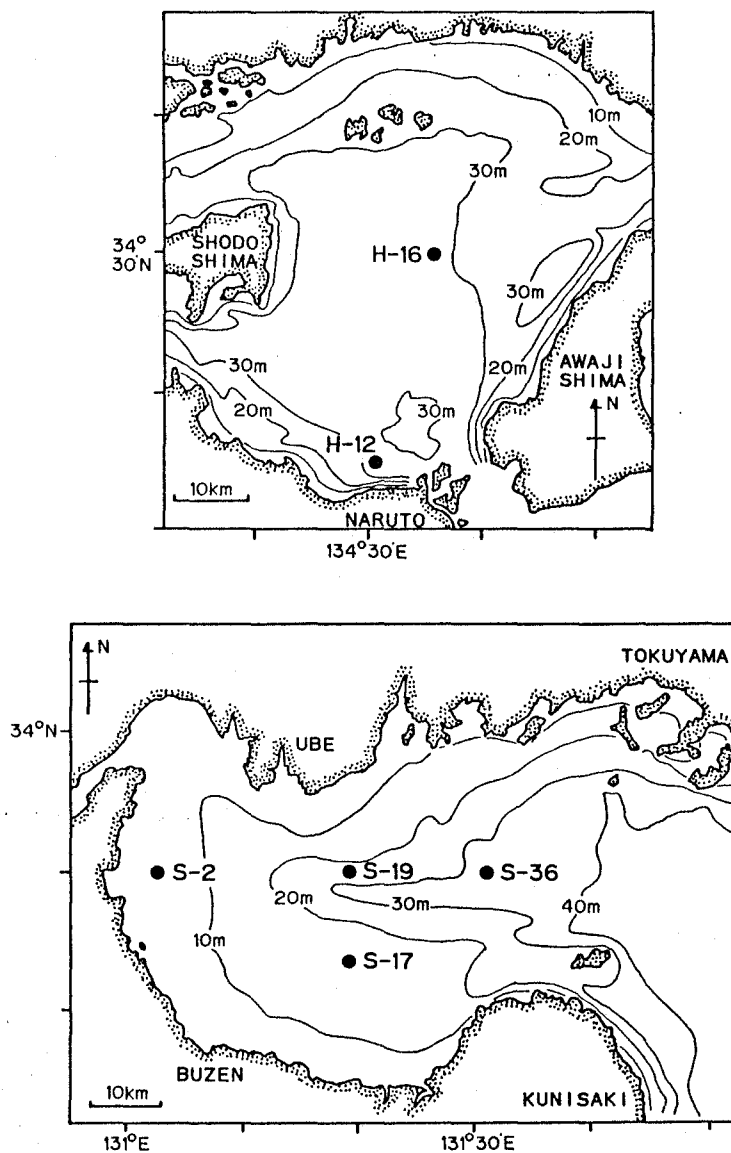 10m
20m
30m
SHODO
SHIMA
34°
30'N
H-16
30m
AWAJI
SHIMA
20m
30m
20m
30m
N
H-12
10km
NARUTO
134°30'E
N
TOKUYAMA
34°N
UBE
S-2
S-19
S-36
20m
30m
40m
10m
S-17
BUZEN
10km
KUNISAKI
131°E
131°30'E